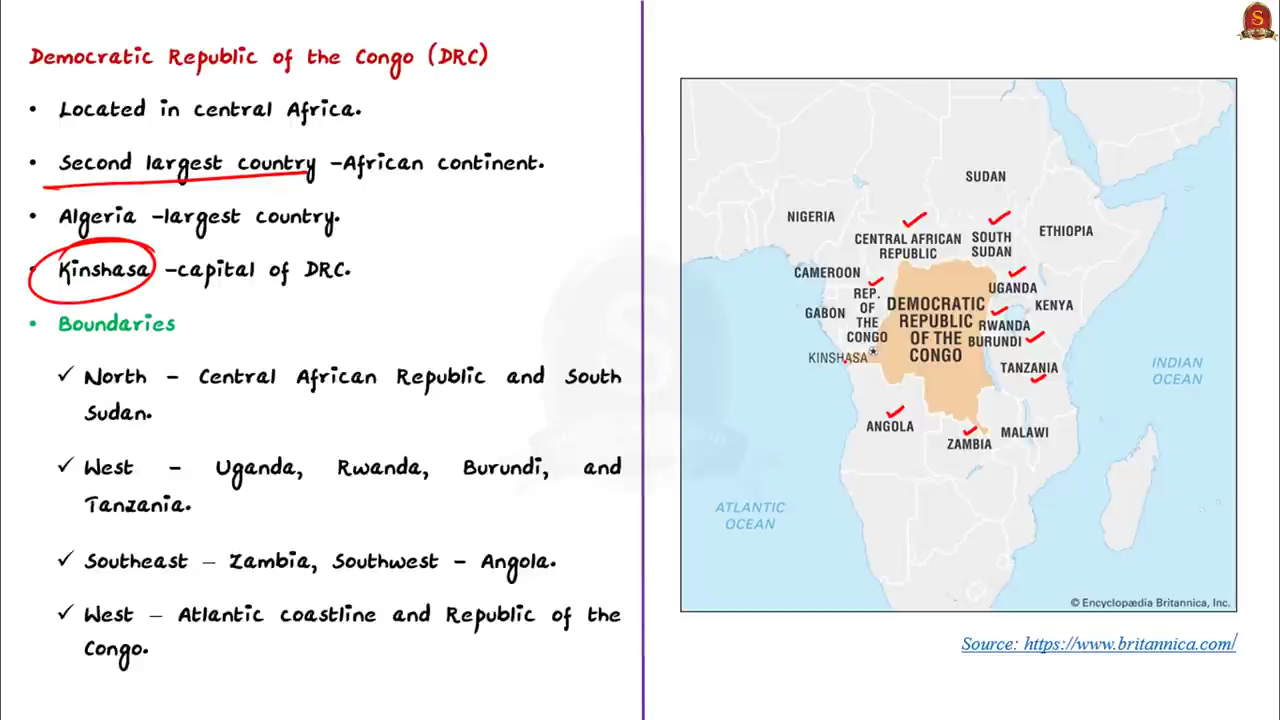 Democratic Republic of the Congo (DRC)
• Located in central Africa.
• Second largest country -African continent.
• Algeria -largest country.
• Kinshasa -capital of DRC.
• Boundaries
✓ North - Central African Republic and South
Sudan.
✓ West - Uganda, Rwanda, Burundi, and
Tanzania.
✓ Southeast – Zambia, Southwest - Angola.
✓ West – Atlantic coastline and Republic of the
Congo.
SUDAN
NIGERIA
CENTRAL AFRICAN
REPUBLIC
SOUTH
SUDAN
ETHIOPIA
CAMEROON
UGANDA
REP.
OF
THE
CONGO
GABON
KENYA
DEMOCRATIC
REPUBLIC
OF THE
CONGO
RWANDA
BURUNDI
KINSHASA
TANZANIA
ANGOLA
ZAMBIA
MALAWI
INDIAN
OCEAN
ATLANTIC
OCEAN
© Encyclopædia Britannica, Inc.
Source: https://www.britannica.com/
S